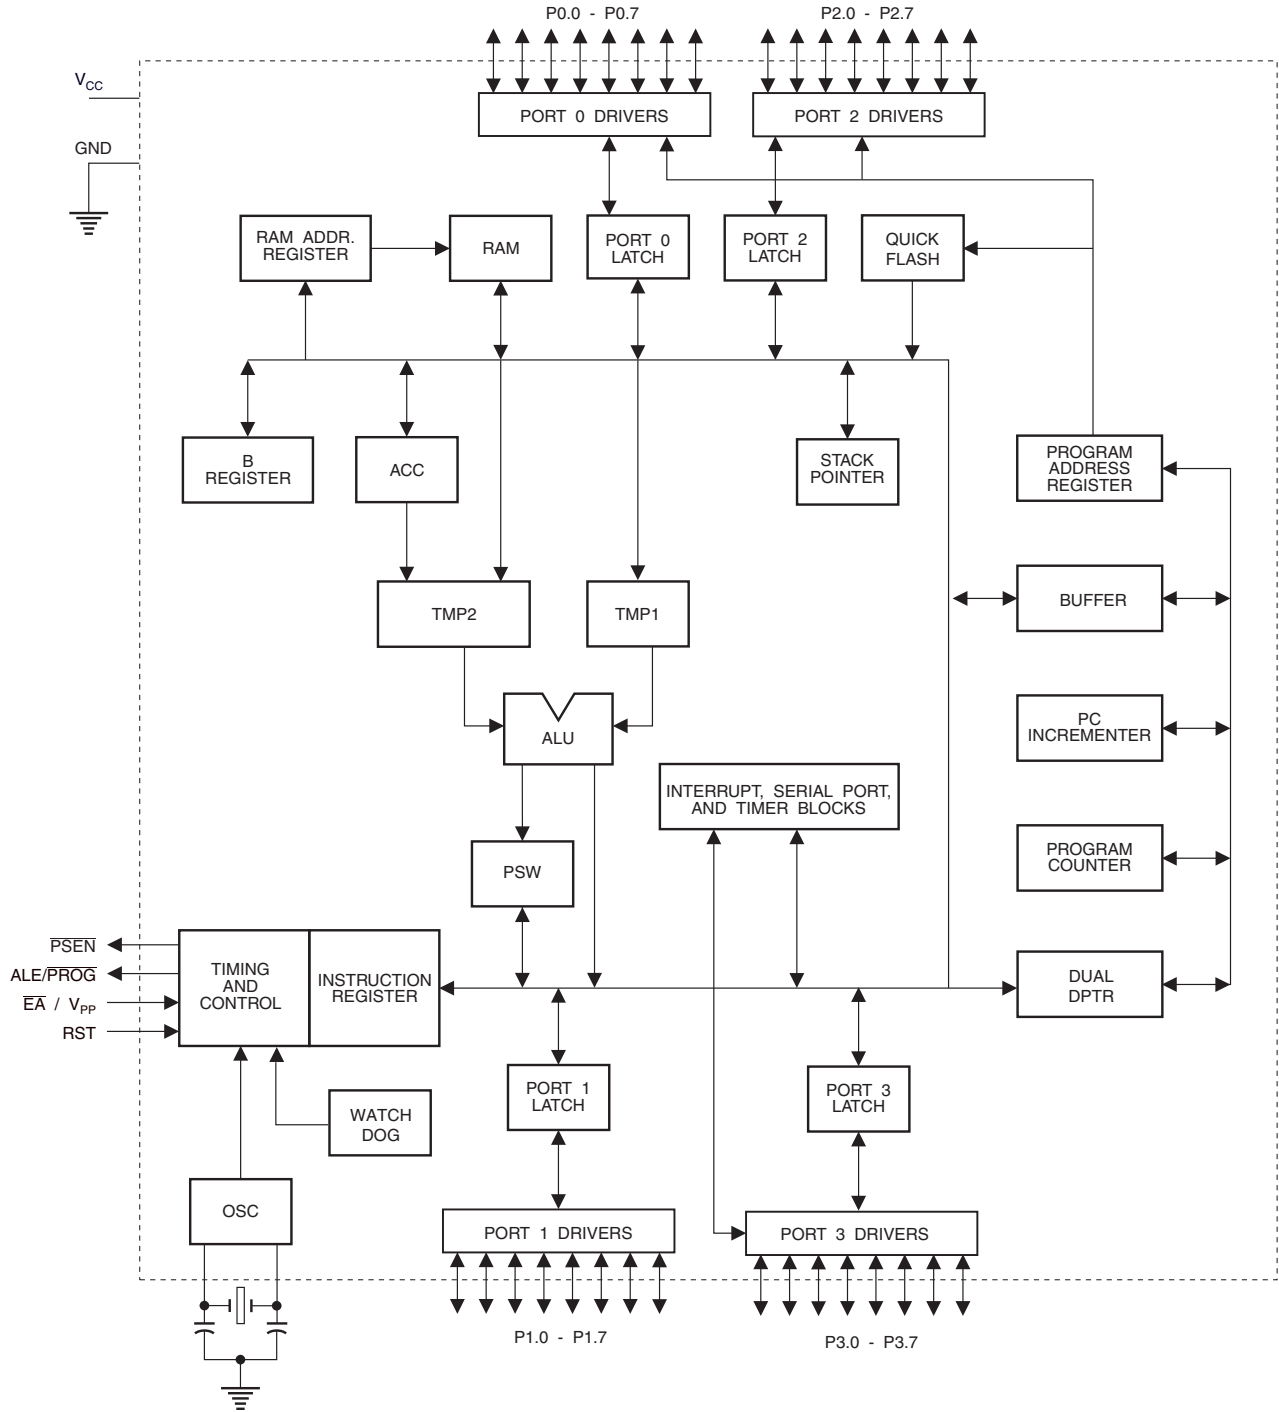 P0.0 - P0.7
P2.0 - P2.7
VCC
PORT 0 DRIVERS
PORT 2 DRIVERS
GND
RAM ADDR.
REGISTER
RAM
PORT 0
LATCH
PORT 2
LATCH
QUICK
FLASH
B
REGISTER
ACC
STACK
POINTER
PROGRAM
ADDRESS
REGISTER
BUFFER
TMP2
TMP1
ALU
PC
INCREMENTER
INTERRUPT, SERIAL PORT,
AND TIMER BLOCKS
PROGRAM
COUNTER
PSW
PSEN
ALE/PROG
EA / VPP
RST
TIMING
AND
CONTROL
INSTRUCTION
REGISTER
DUAL
DPTR
PORT 1
LATCH
PORT 3
LATCH
WATCH
DOG
OSC
PORT 1 DRIVERS
PORT 3 DRIVERS
P1.0 - P1.7
P3.0 - P3.7